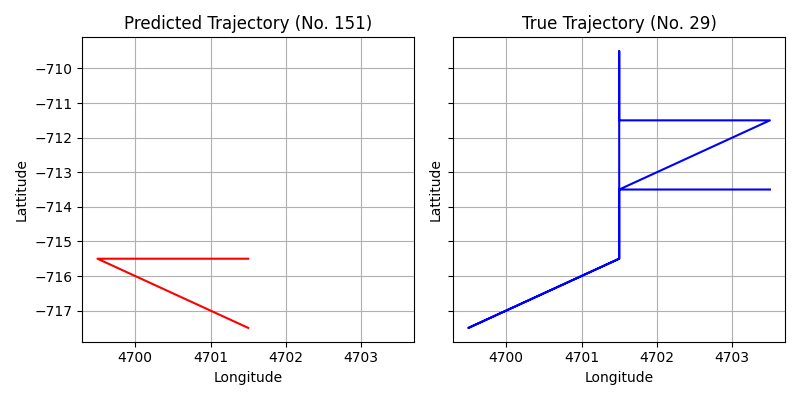 Predicted Trajectory (No. 151)
True Trajectory (No. 29)
−710
−711
−712
−713
−714
−715
−716
−717
Lattitude
Lattitude
4700 4701 4702 4703
4700 4701 4702 4703
Longitude
Longitude